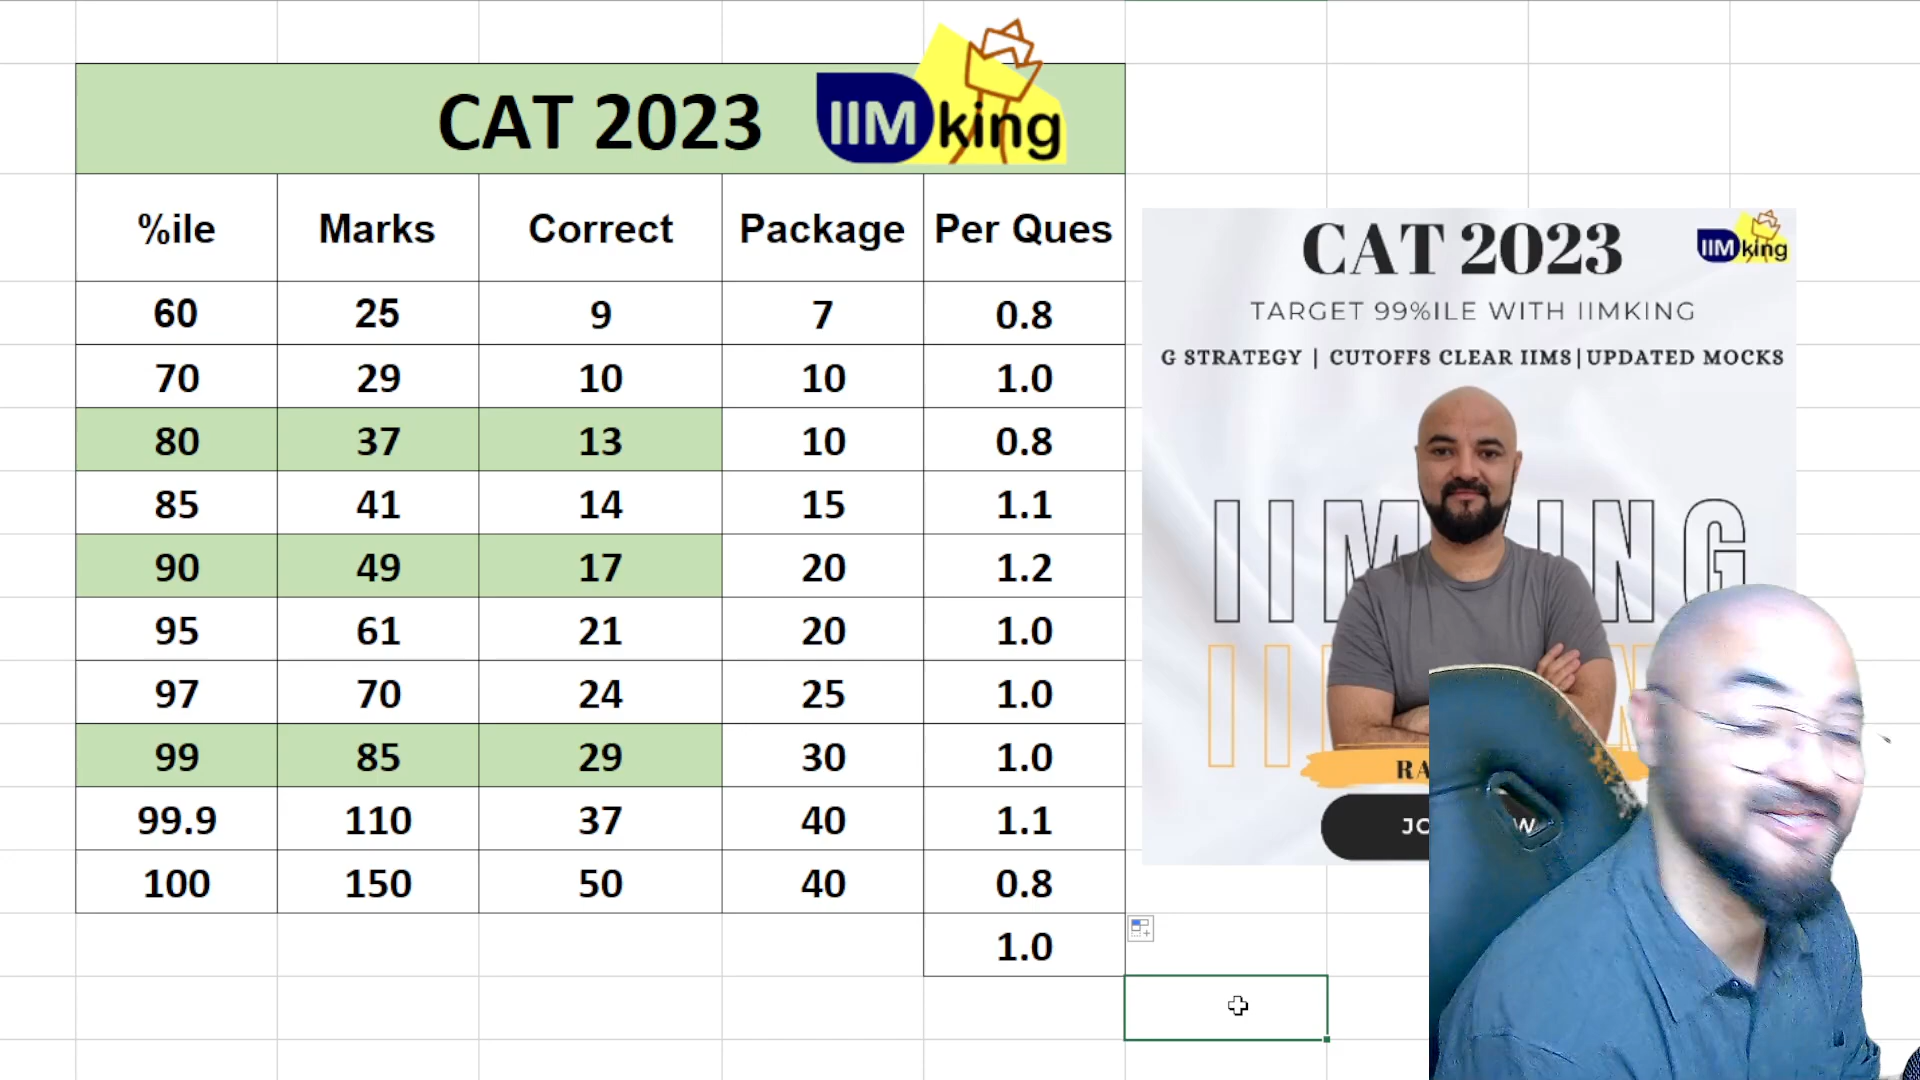 CAT 2023 IIMking
%ile Marks Correct Package Per Ques
60 25 9 7 0.8
70 29 10 10 1.0
80 37 13 10 0.8
85 41 14 15 1.1
90 49 17 20 1.2
95 61 21 20 1.0
97 70 24 25 1.0
99 85 29 30 1.0
99.9 110 37 40 1.1
100 150 50 40 0.8
1.0
CAT 2023 IIMking
TARGET 99%ILE WITH IIMKING
G STRATEGY | CUTOFFS CLEAR IIMS|UPDATED MOCKS